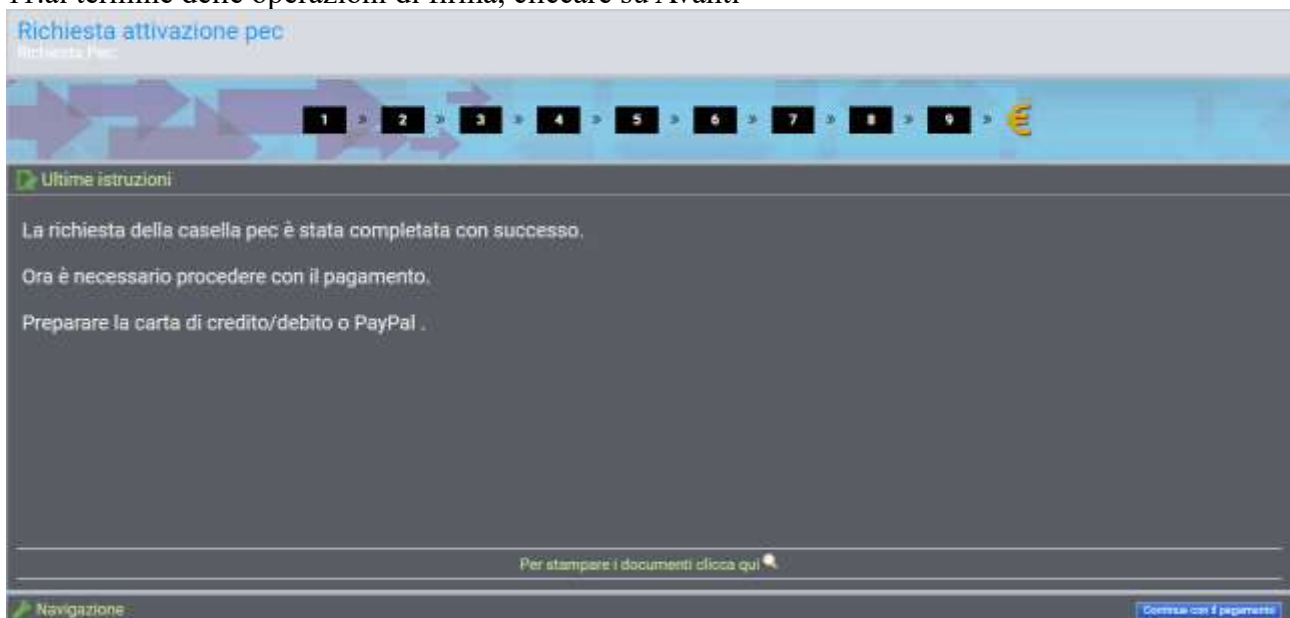 Richiesta attivazione pec
Richiesta Pec
1 » 2 » 3 » 4 » 5 » 6 » 7 » 8 » 9 » €
Ultime istruzioni
La richiesta della casella pec è stata completata con successo.
Ora è necessario procedere con il pagamento.
Preparare la carta di credito/debito o PayPal .
Per stampare i documenti clicca qui
Navigazione
Continua con il pagamento